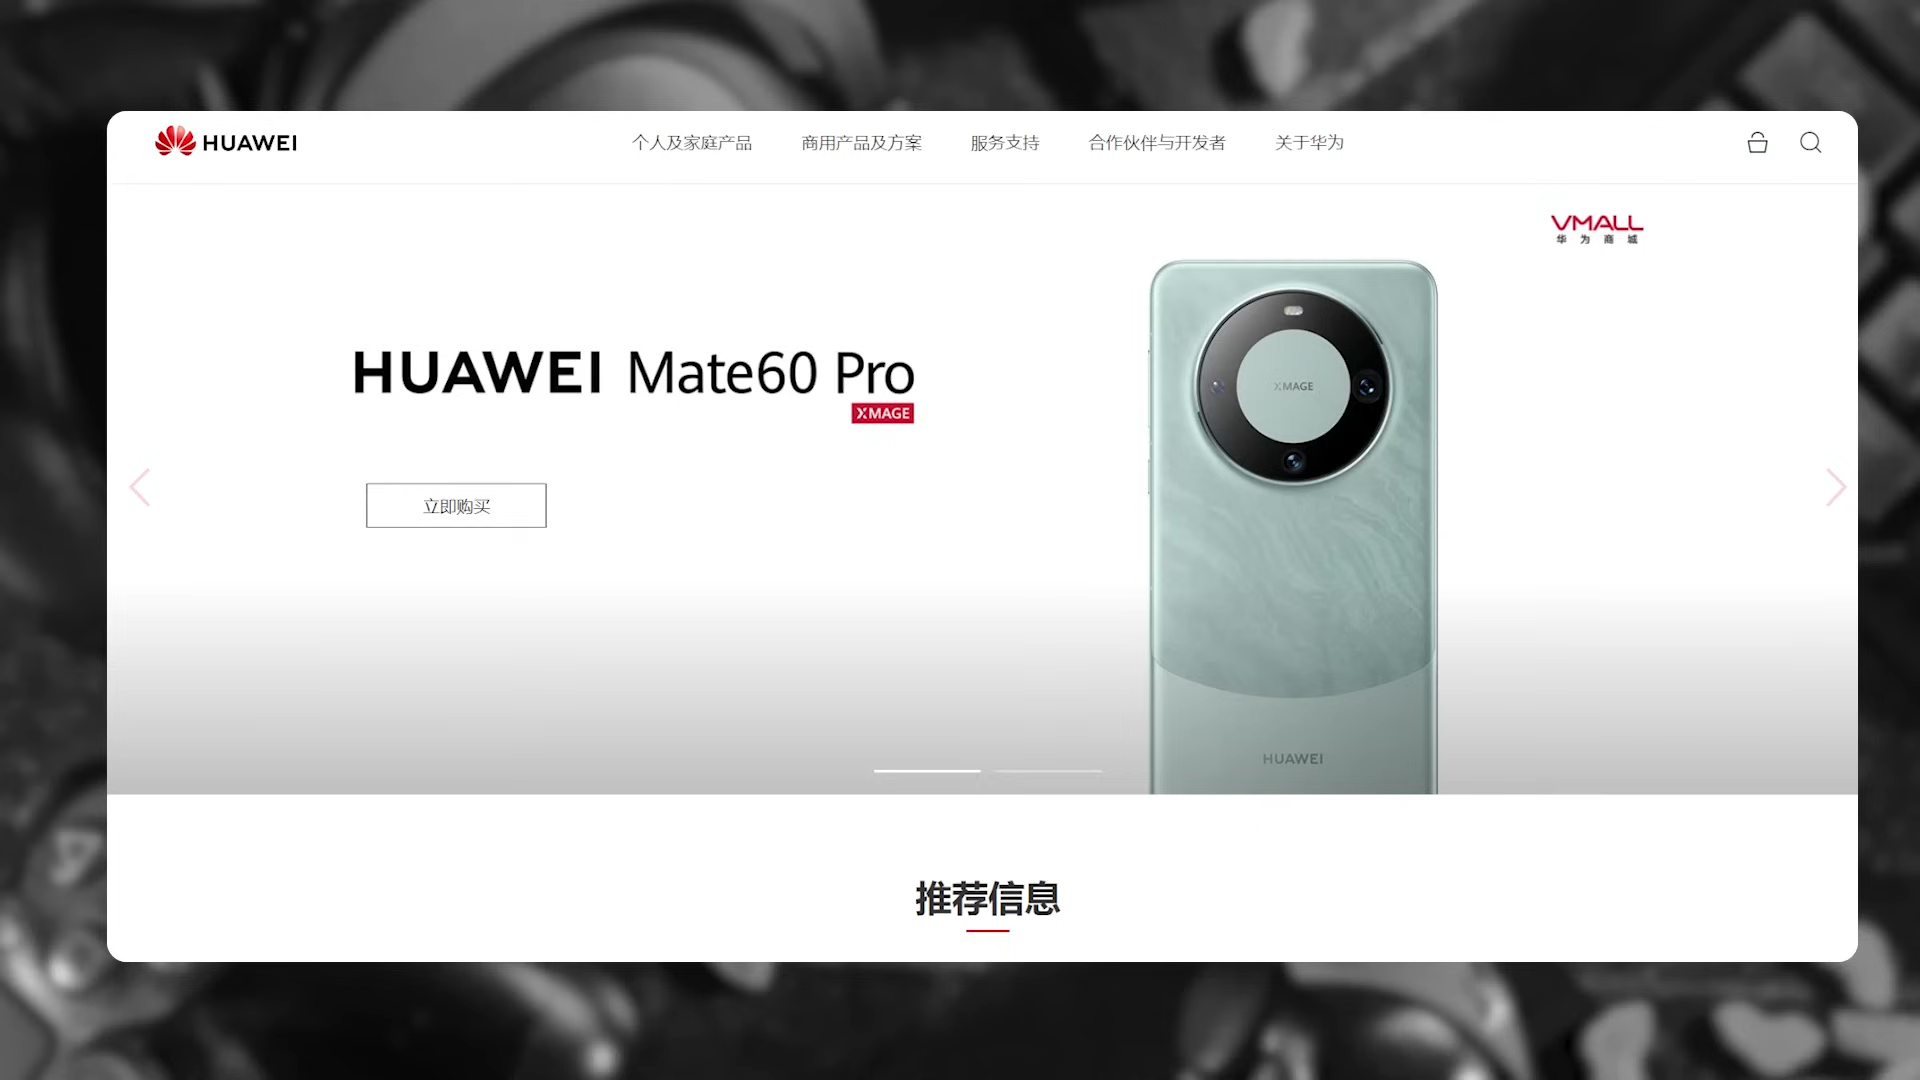 HUAWEI
个人及家庭产品
商用产品及方案
服务支持
合作伙伴与开发者
关于华为
VMALL
华为商城
HUAWEI Mate60 Pro
XMAGE
XMAGE
立即购买
HUAWEI
推荐信息